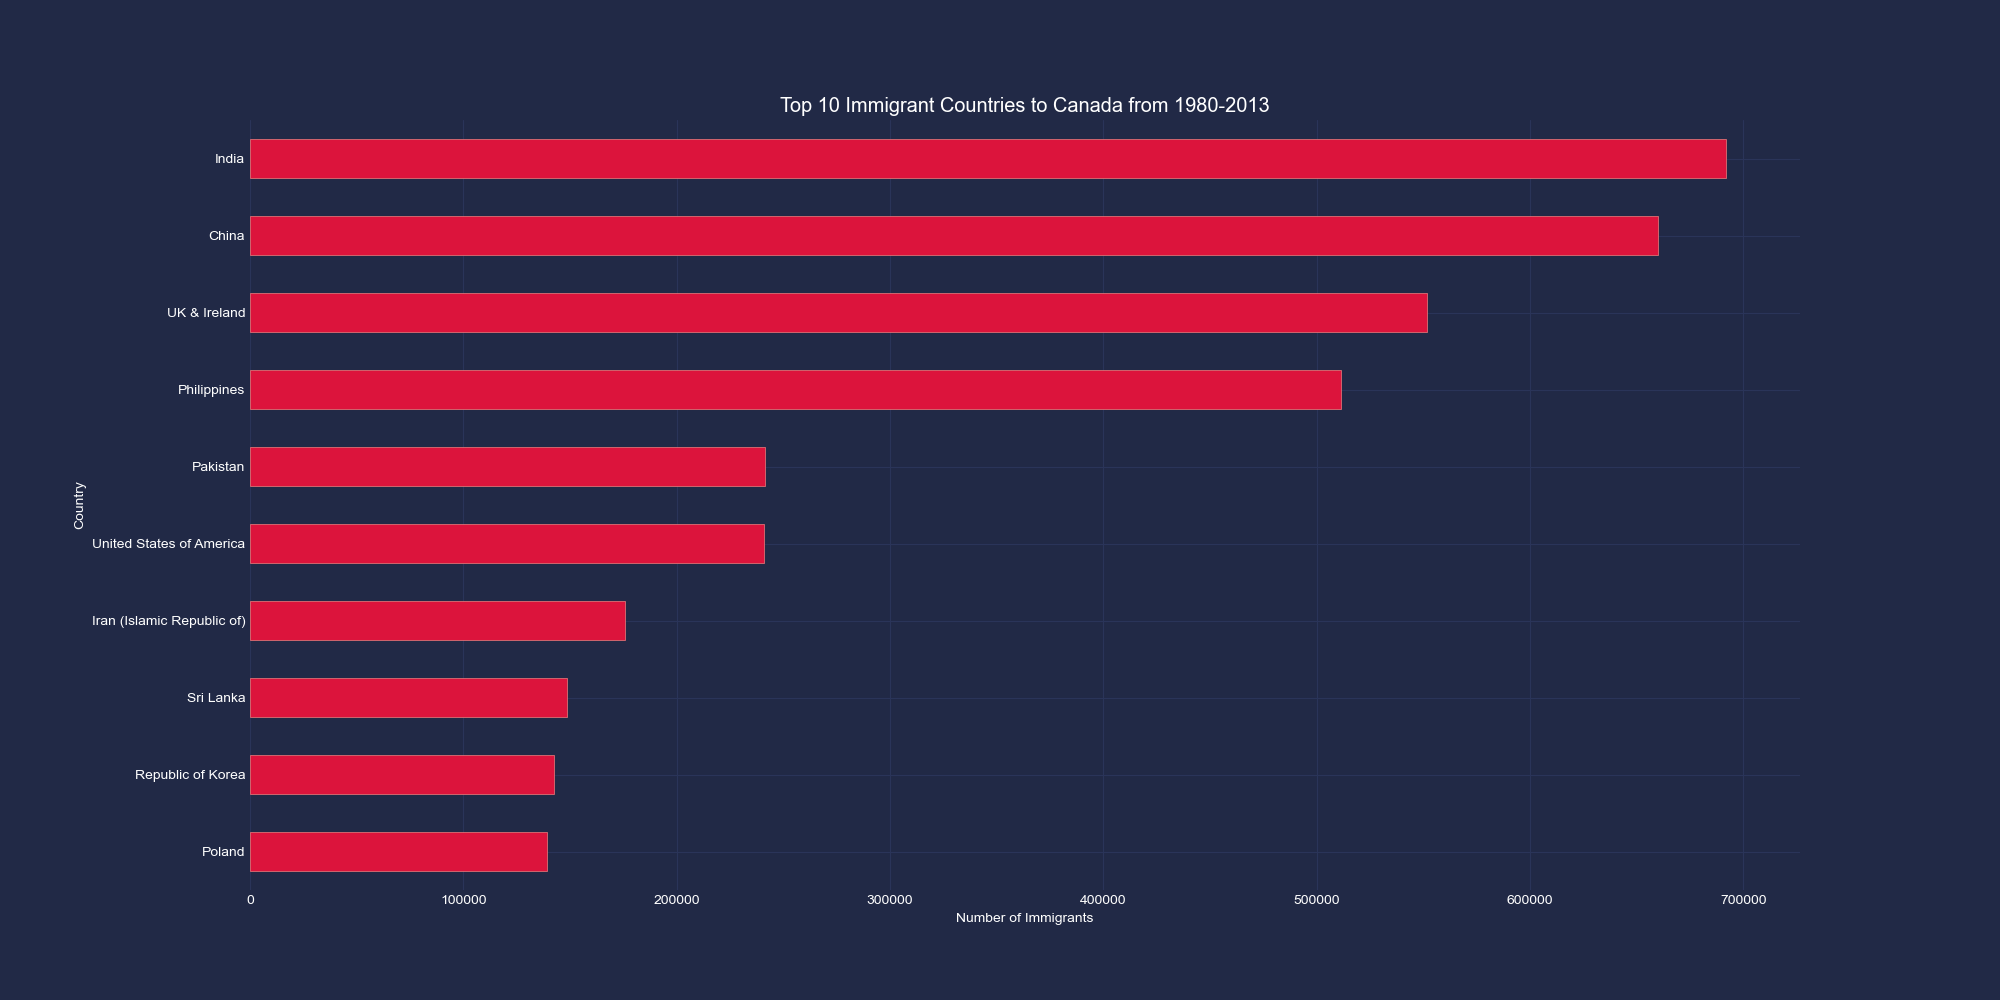 Top 10 Immigrant Countries to Canada from 1980-2013
India
China
UK & Ireland
Philippines
Pakistan
Country
United States of America
Iran (Islamic Republic of)
Sri Lanka
Republic of Korea
Poland
0 100000 200000 300000 400000 500000 600000 700000
Number of Immigrants